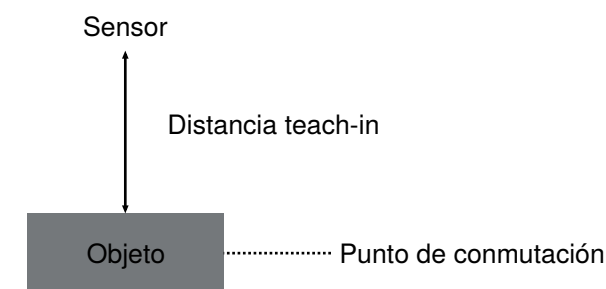 Sensor
Distancia teach-in
Objeto
Punto de conmutación